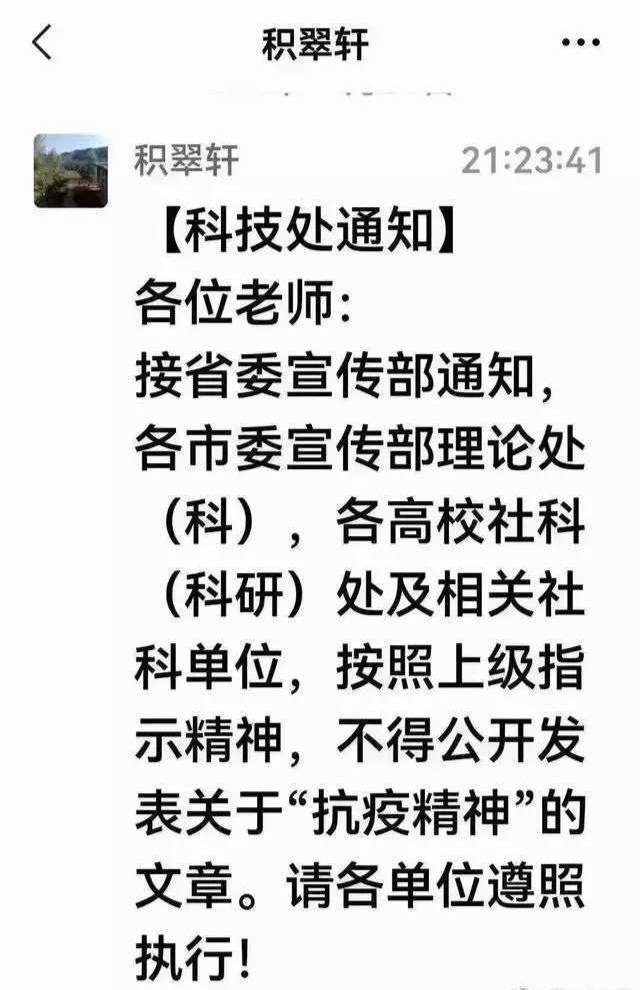 积翠轩
积翠轩 21:23:41
【科技处通知】
各位老师:
接省委宣传部通知,
各市委宣传部理论处
（科）, 各高校社科
（科研）处及相关社
科单位, 按照上级指
示精神, 不得公开发
表关于“抗疫精神”的
文章。请各单位遵照
执行!